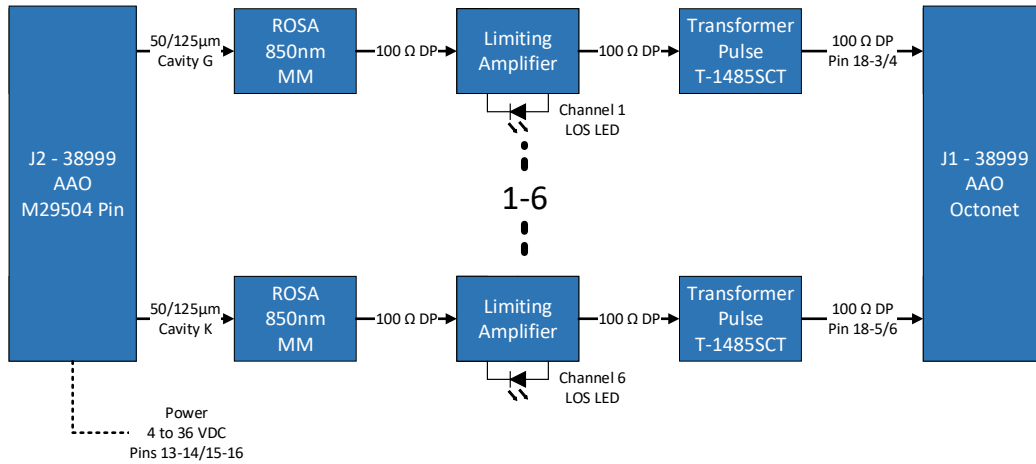 J2 - 38999
AAO
M29504 Pin
50/125µm
Cavity G
ROSA
850nm
MM
100 Ω DP
Limiting
Amplifier
Channel 1
LOS LED
100 Ω DP
Transformer
Pulse
T-1485SCT
100 Ω DP
Pin 18-3/4
J1 - 38999
AAO
Octonet
1-6
50/125µm
Cavity K
ROSA
850nm
MM
100 Ω DP
Limiting
Amplifier
Channel 6
LOS LED
100 Ω DP
Transformer
Pulse
T-1485SCT
100 Ω DP
Pin 18-5/6
Power
4 to 36 VDC
Pins 13-14/15-16